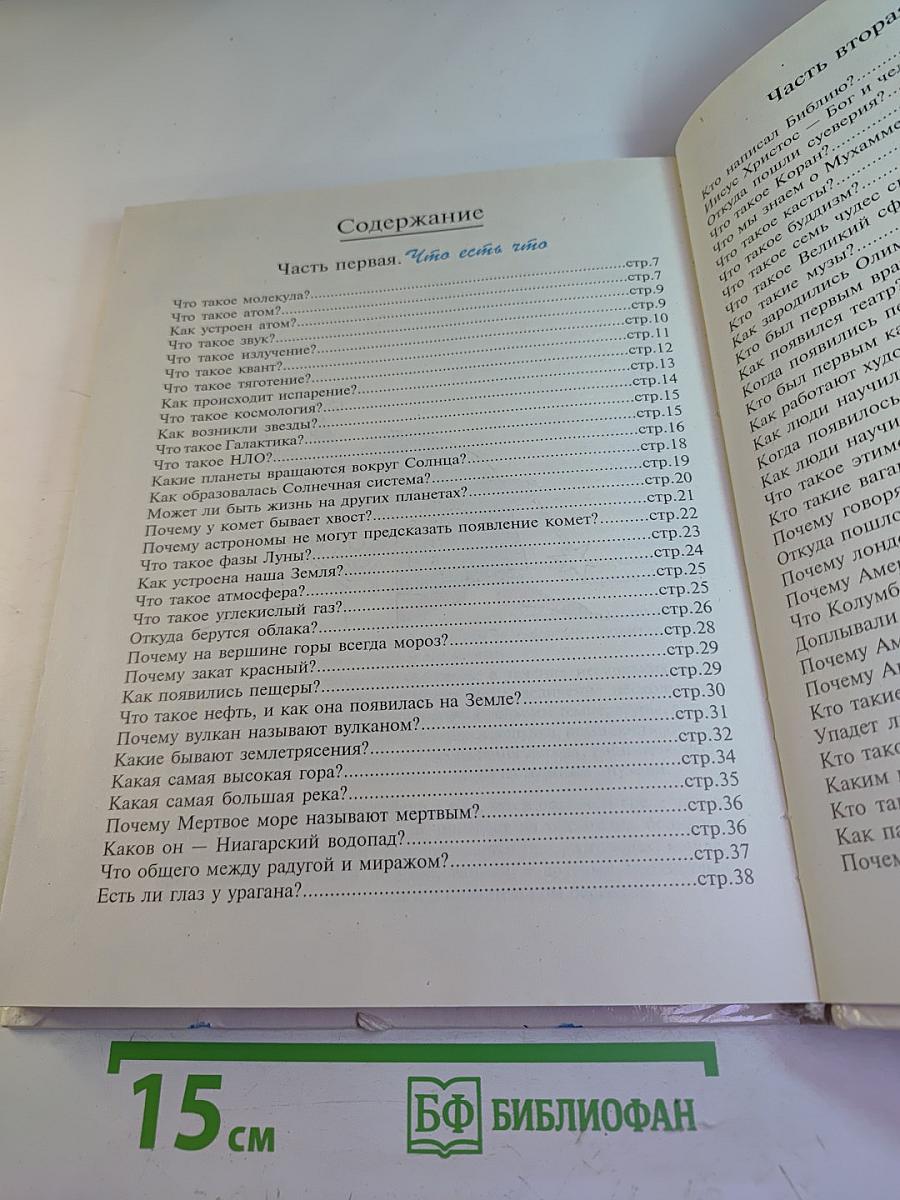 Содержание
Часть первая. Что есть что
Что такое молекула?..........стр.7
Что такое атом?..........стр.7
Как устроен атом?..........стр.9
Что такое звук?..........стр.9
Что такое излучение?..........стр.10
Что такое квант?..........стр.11
Что такое тяготение?..........стр.12
Как происходит испарение?..........стр.13
Что такое космология?..........стр.14
Как возникли звезды?..........стр.15
Что такое Галактика?..........стр.15
Что такое НЛО?..........стр.16
Какие планеты вращаются вокруг Солнца?..........стр.18
Как образовалась Солнечная система?..........стр.19
Может ли быть жизнь на других планетах?..........стр.20
Почему у комет бывает хвост?..........стр.21
Почему астрономы не могут предсказать появление комет?..........стр.22
Что такое фазы Луны?..........стр.23
Как устроена наша Земля?..........стр.24
Что такое атмосфера?..........стр.25
Что такое углекислый газ?..........стр.25
Откуда берутся облака?..........стр.26
Почему на вершине горы всегда мороз?..........стр.28
Почему закат красный?..........стр.29
Как появились пещеры?..........стр.29
Что такое нефть, и как она появилась на Земле?..........стр.30
Почему вулкан называют вулканом?..........стр.31
Какие бывают землетрясения?..........стр.32
Какая самая высокая гора?..........стр.34
Какая самая большая река?..........стр.35
Почему Мертвое море называют мертвым?..........стр.36
Каков он — Ниагарский водопад?..........стр.36
Что общего между радугой и миражом?..........стр.37
Есть ли глаз у урагана?..........стр.38
Часть вторая
Кто написал Библию?..........
Иисус Христос — Бог и чел
Откуда пошли суеверия?..........
Что такое Коран?..........
Что мы знаем о Мухамме
Что такое касты?..........
Что такое буддизм?..........
Что такое семь чудес св
Что такое Великий сф
Кто такие музы?..........
Как зародились Олим
Кто был первым вра
Как появился театр?
Когда появились пе
Кто был первым ка
Как работают худо
Как люди научил
Когда появилось
Как люди научи
Что такое этим
Кто такие вага
Почему говоря
Откуда пошло
Почему лонд
Почему Амер
Что Колумб
Доплывали
Почему Ам
Почему Ав
Кто такие
Упадет л
Кто тако
Каким
Кто та
Как па
Почем
15 см
БФ БИБЛИОФАН